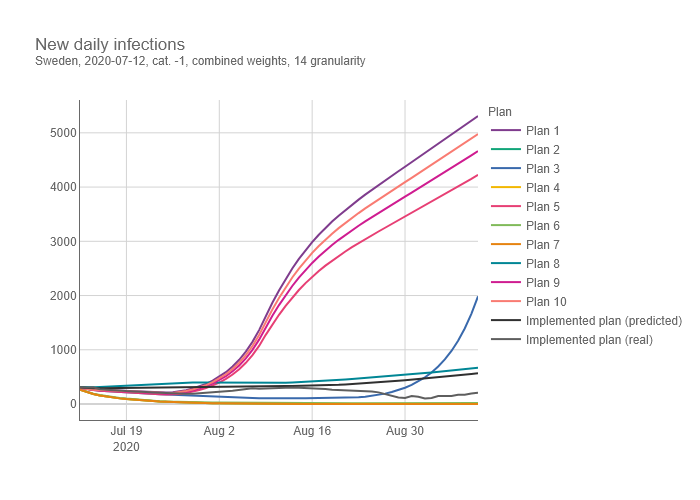 New daily infections
Sweden, 2020-07-12, cat. -1, combined weights, 14 granularity
Plan
Plan 1
Plan 2
Plan 3
Plan 4
Plan 5
Plan 6
Plan 7
Plan 8
Plan 9
Plan 10
Implemented plan (predicted)
Implemented plan (real)
5000
4000
3000
2000
1000
0
Jul 19
2020
Aug 2
Aug 16
Aug 30